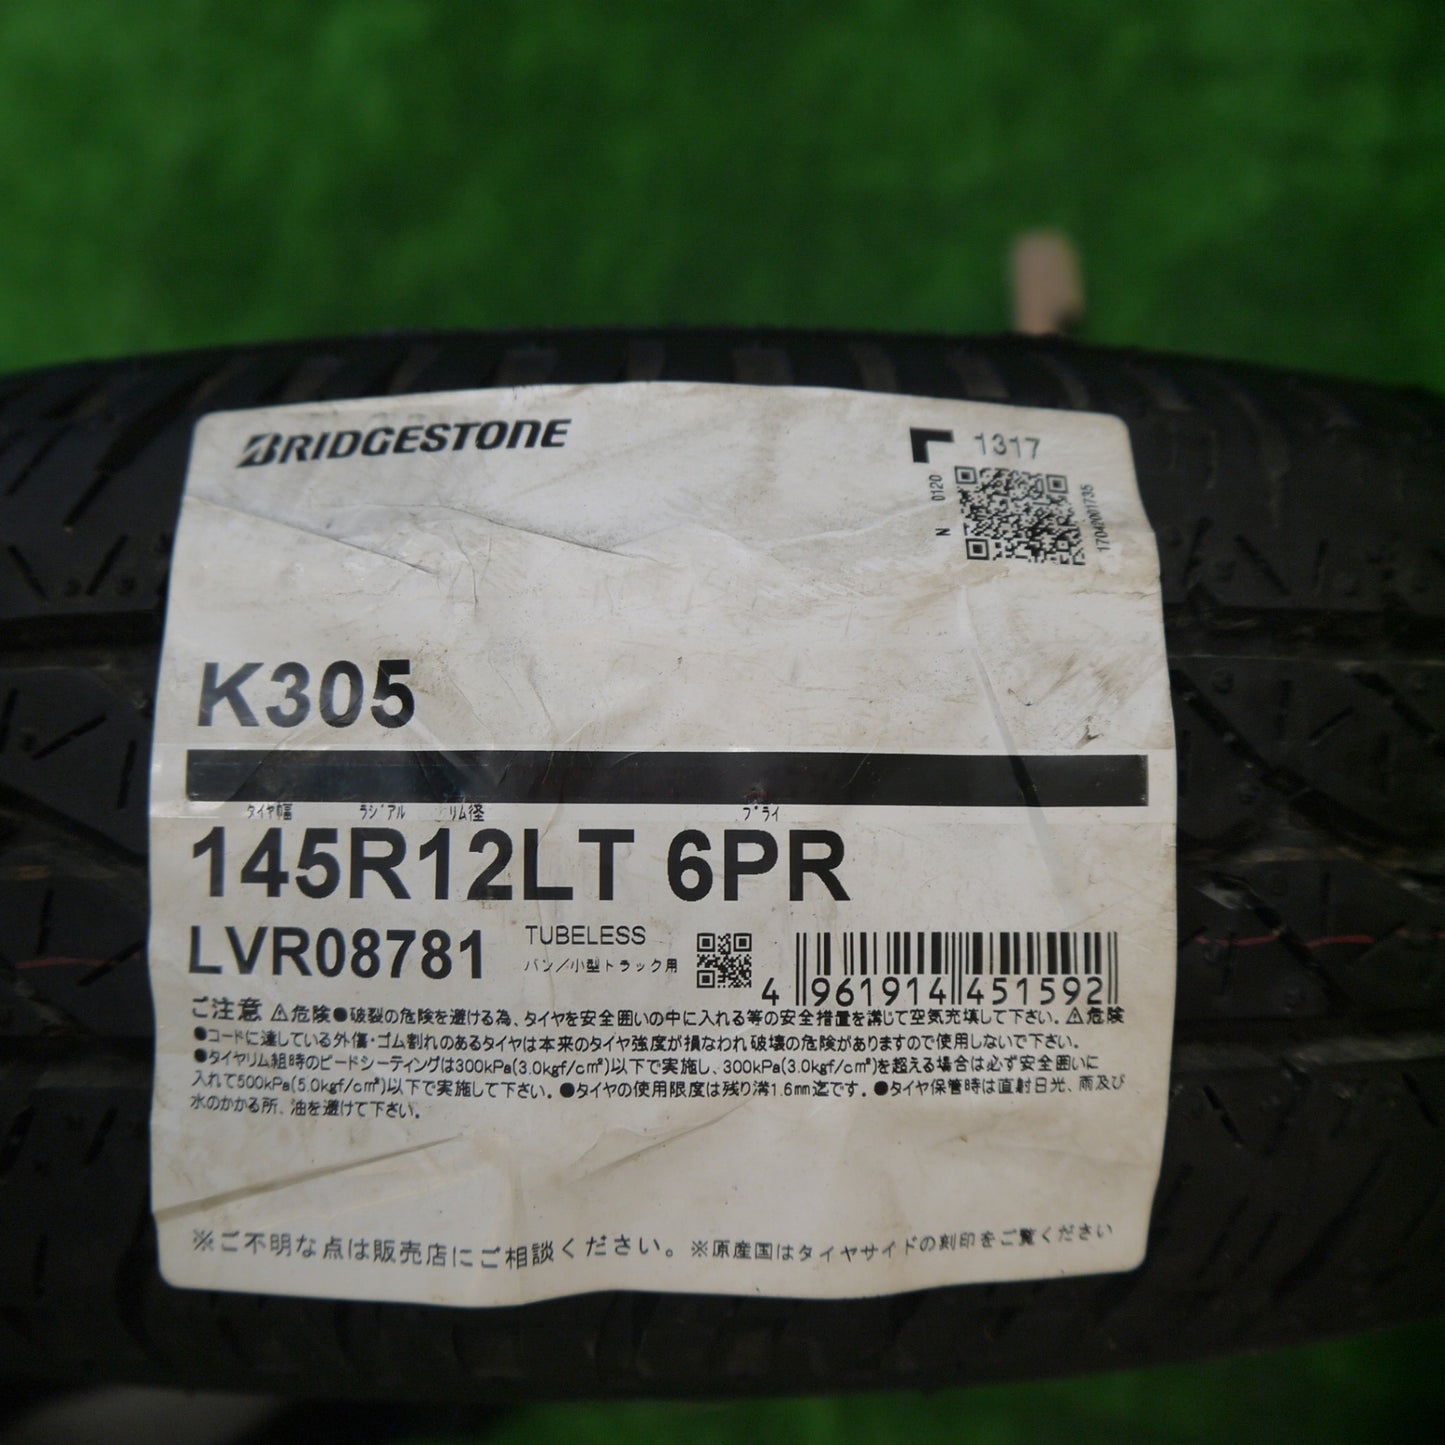 BRIDGESTONE
1317
N 0120
17042001735
K305
タイヤ幅 ラジアル リム径 プライ
145R12LT 6PR
LVR08781 TUBELESS
バン/小型トラック用
4 961914 451592
ご注意 ⚠危険●破裂の危険を避ける為、タイヤを安全囲いの中に入れる等の安全措置を講じて空気充填して下さい。⚠危険
●コードに達している外傷・ゴム割れのあるタイヤは本来のタイヤ強度が損なわれ破壊の危険がありますので使用しないで下さい。
●タイヤリム組時のビードシーティングは300kPa(3.0kgf/cm²)以下で実施し、300kPa(3.0kgf/cm²)を超える場合は必ず安全囲いに
入れて500kPa(5.0kgf/cm²)以下で実施して下さい。●タイヤの使用限度は残り溝1.6mm迄です。●タイヤ保管時は直射日光、雨及び
水のかかる所、油を避けて下さい。
※ご不明な点は販売店にご相談ください。※原産国はタイヤサイドの刻印をご覧ください